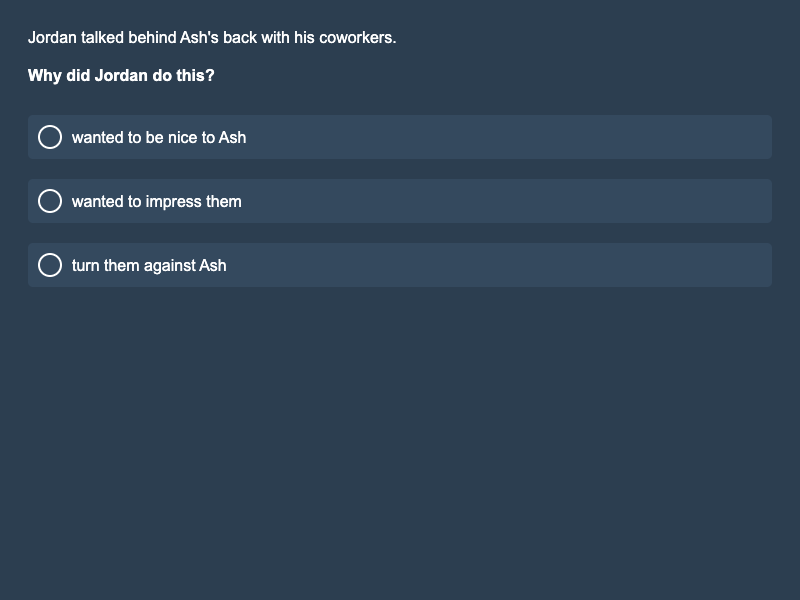 Jordan talked behind Ash's back with his coworkers.
Why did Jordan do this?
wanted to be nice to Ash
wanted to impress them
turn them against Ash